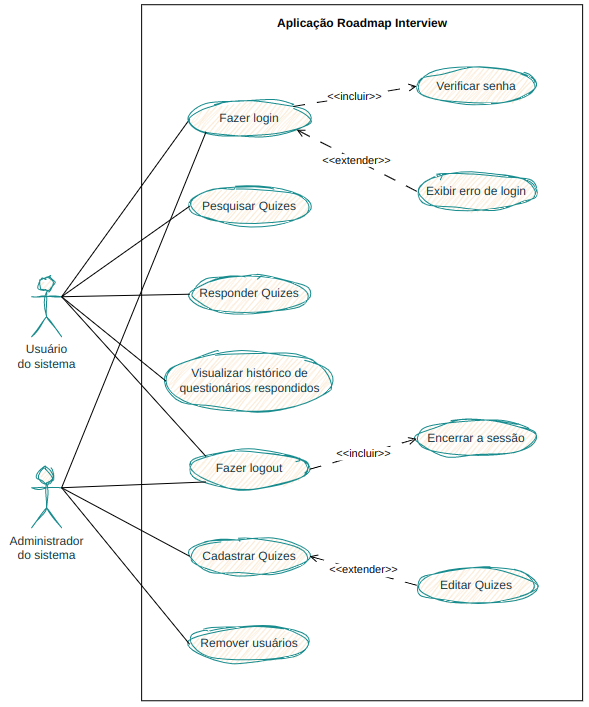 Aplicação Roadmap Interview
Verificar senha
<<incluir>>
Fazer login
<<extender>>
Exibir erro de login
Pesquisar Quizes
Responder Quizes
Usuário
do sistema
Visualizar histórico de
questionários respondidos
Encerrar a sessão
<<incluir>>
Fazer logout
Administrador
do sistema
Cadastrar Quizes
<<extender>>
Editar Quizes
Remover usuários